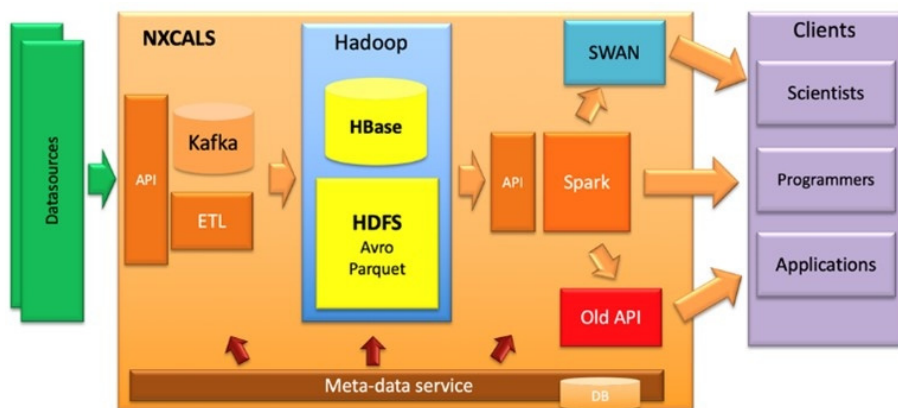 Datasources
NXCALS
API
Kafka
ETL
Hadoop
HBase
HDFS
Avro
Parquet
API
Spark
SWAN
Old API
Meta-data service
DB
Clients
Scientists
Programmers
Applications